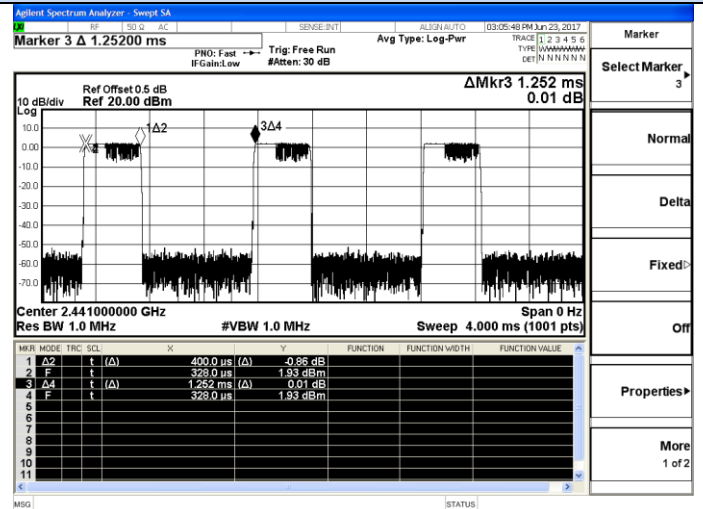 Agilent Spectrum Analyzer - Swept SA
LXI RF 50 Ω AC SENSE:INT ALIGN AUTO 03:05:48 PM Jun 23, 2017
Marker 3 Δ 1.25200 ms
PNO: Fast
IFGain:Low
Trig: Free Run
#Atten: 30 dB
Avg Type: Log-Pwr
TRACE 1 2 3 4 5 6
TYPE WWWWWW
DET N N N N N N
Ref Offset 0.5 dB
Ref 20.00 dBm
10 dB/div
Log
ΔMkr3 1.252 ms
0.01 dB
10.0
0.00
-10.0
-20.0
-30.0
-40.0
-50.0
-60.0
-70.0
1Δ2
3Δ4
Center 2.441000000 GHz
Span 0 Hz
Res BW 1.0 MHz
#VBW 1.0 MHz
Sweep 4.000 ms (1001 pts)
MKR MODE TRC SCL X Y FUNCTION FUNCTION WIDTH FUNCTION VALUE
1 Δ2 t (Δ) 400.0 µs (Δ) -0.86 dB
2 F t 328.0 µs 1.93 dBm
3 Δ4 t (Δ) 1.252 ms (Δ) 0.01 dB
4 F t 328.0 µs 1.93 dBm
5
6
7
8
9
10
11
MSG
STATUS
Marker
Select Marker
3
Normal
Delta
Fixed
Off
Properties
More
1 of 2